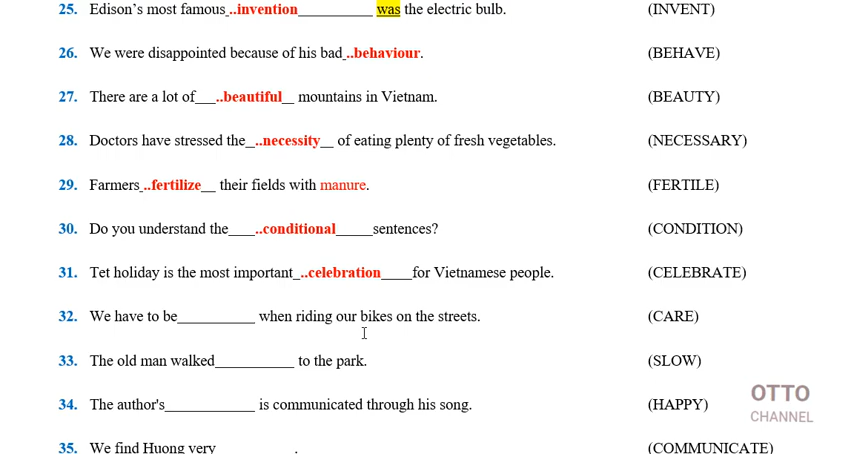 25. Edison's most famous ..invention_________ was the electric bulb. (INVENT)
26. We were disappointed because of his bad ..behaviour. (BEHAVE)
27. There are a lot of___..beautiful__ mountains in Vietnam. (BEAUTY)
28. Doctors have stressed the_..necessity__ of eating plenty of fresh vegetables. (NECESSARY)
29. Farmers ..fertilize__ their fields with manure. (FERTILE)
30. Do you understand the____..conditional_____sentences? (CONDITION)
31. Tet holiday is the most important_..celebration____for Vietnamese people. (CELEBRATE)
32. We have to be__________ when riding our bikes on the streets. (CARE)
33. The old man walked__________ to the park. (SLOW)
34. The author's____________ is communicated through his song. (HAPPY)
35. We find Huong very __________. (COMMUNICATE)
OTTO
CHANNEL